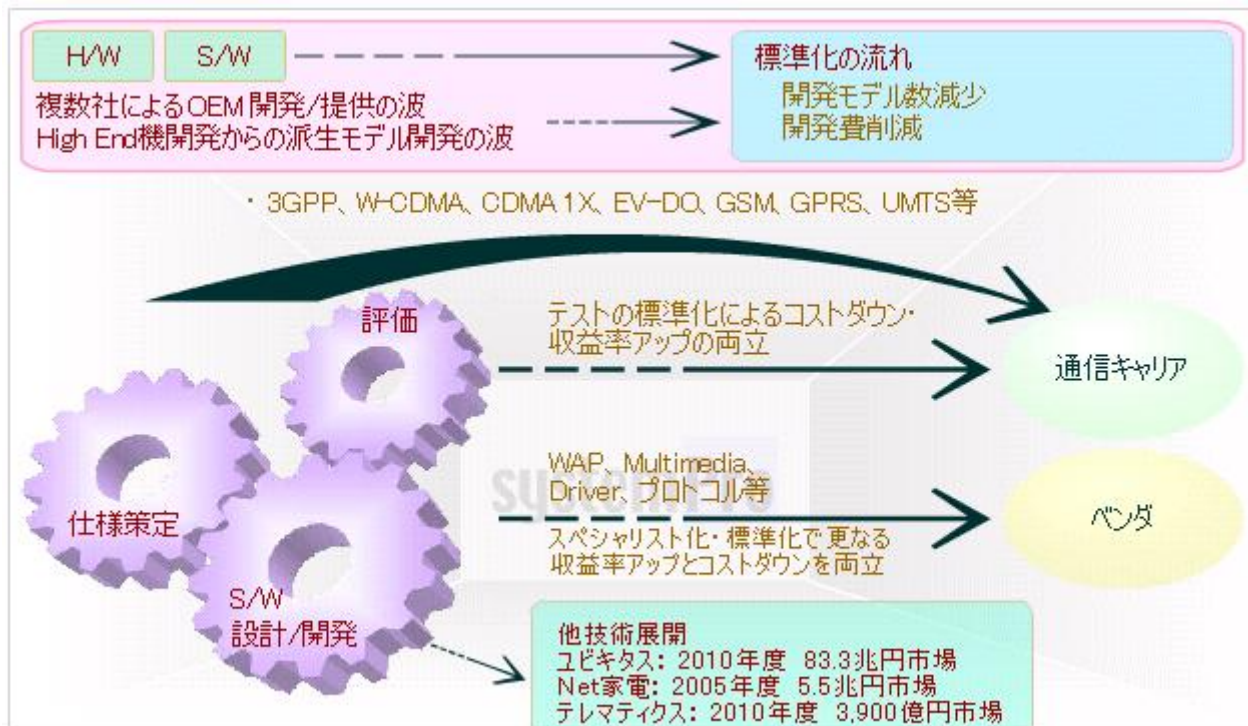 H/W S/W
標準化の流れ
開発モデル数減少
開発費削減
複数社によるOEM開発/提供の波
High End機開発からの派生モデル開発の波
・ 3GPP、W-CDMA、CDMA 1X、EV-DO、GSM、GPRS、UMTS等
評価
テストの標準化によるコストダウン・
収益率アップの両立
通信キャリア
仕様策定
WAP、Multimedia、
Driver、プロトコル等
system.Pro
ベンダ
スペシャリスト化・標準化で更なる
収益率アップとコストダウンを両立
S/W
設計/開発
他技術展開
ユビキタス: 2010年度 83.3兆円市場
Net家電: 2005年度 5.5兆円市場
テレマティクス: 2010年度 3,900億円市場